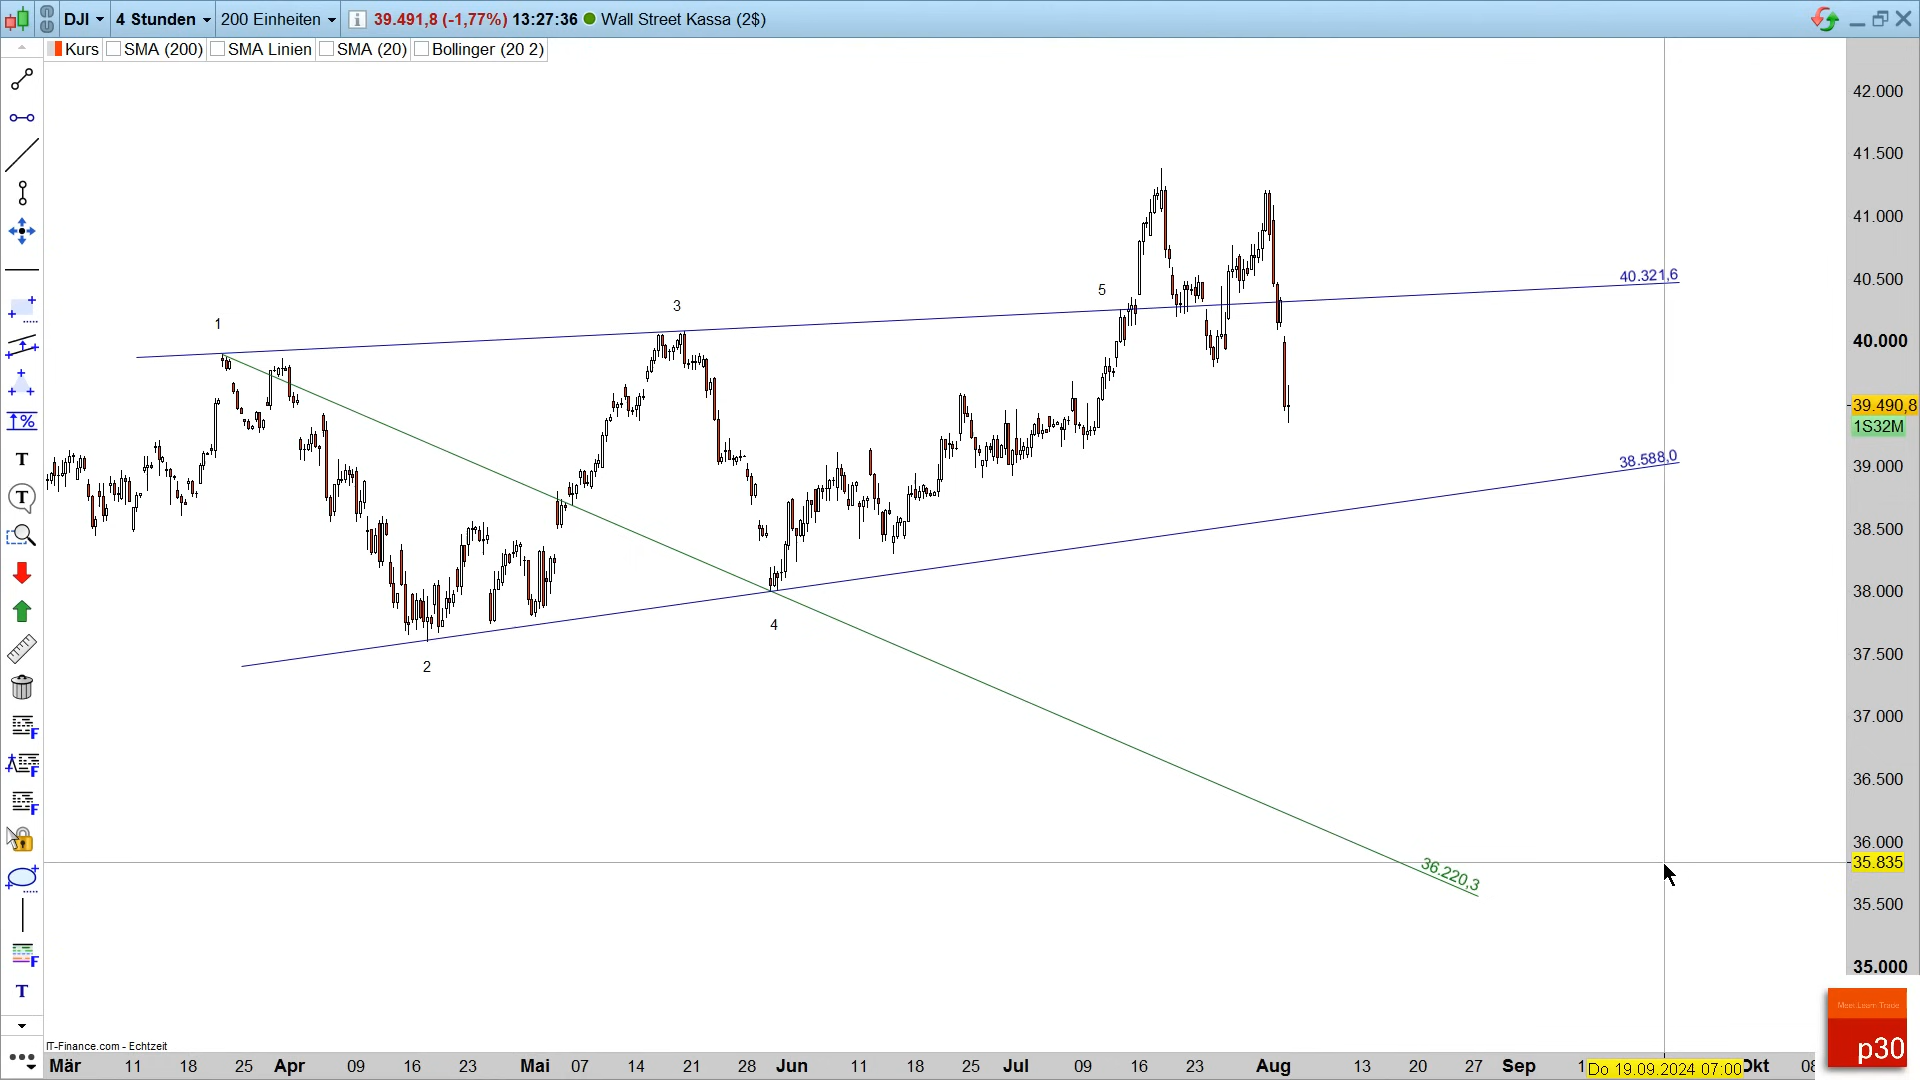 DJI 4 Stunden 200 Einheiten 39.491,8 (-1,77%) 13:27:36 Wall Street Kassa (2$)
Kurs SMA (200) SMA Linien SMA (20) Bollinger (20 2)
42.000
41.500
41.000
40.500
40.321,6
5
3
1
40.000
39.490,8
1S32M
39.000
38.588,0
38.500
38.000
4
2
37.500
37.000
36.500
36.000
35.835
36.220,3
35.500
35.000
T
T
T
%
F
F
F
F
Mein Learn Trade
p30
IT-Finance.com - Echtzeit
Mär 11 18 25 Apr 09 16 23 Mai 07 14 21 28 Jun 11 18 25 Jul 09 16 23 Aug 13 20 27 Sep Do 19.09.2024 07:00 Okt